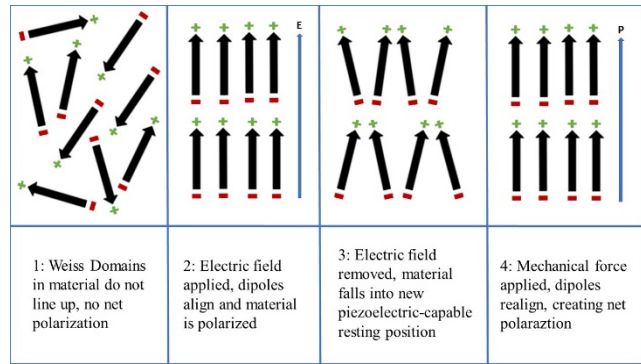 E
P
1: Weiss Domains
in material do not
line up, no net
polarization
2: Electric field
applied, dipoles
align and material
is polarized
3: Electric field
removed, material
falls into new
piezoelectric-capable
resting position
4: Mechanical force
applied, dipoles
realign, creating net
polaraztion